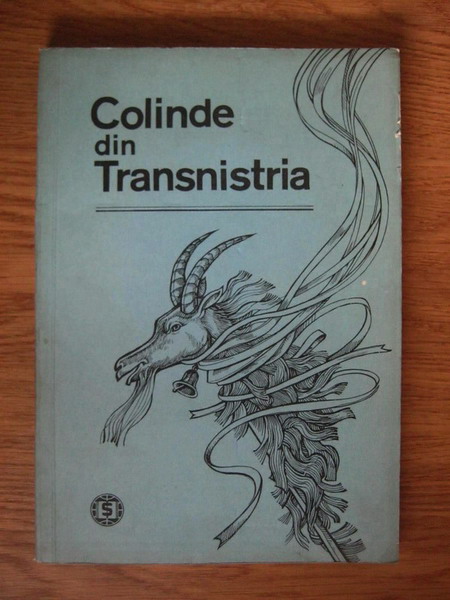 Colinde
din
Transnistria
Ș